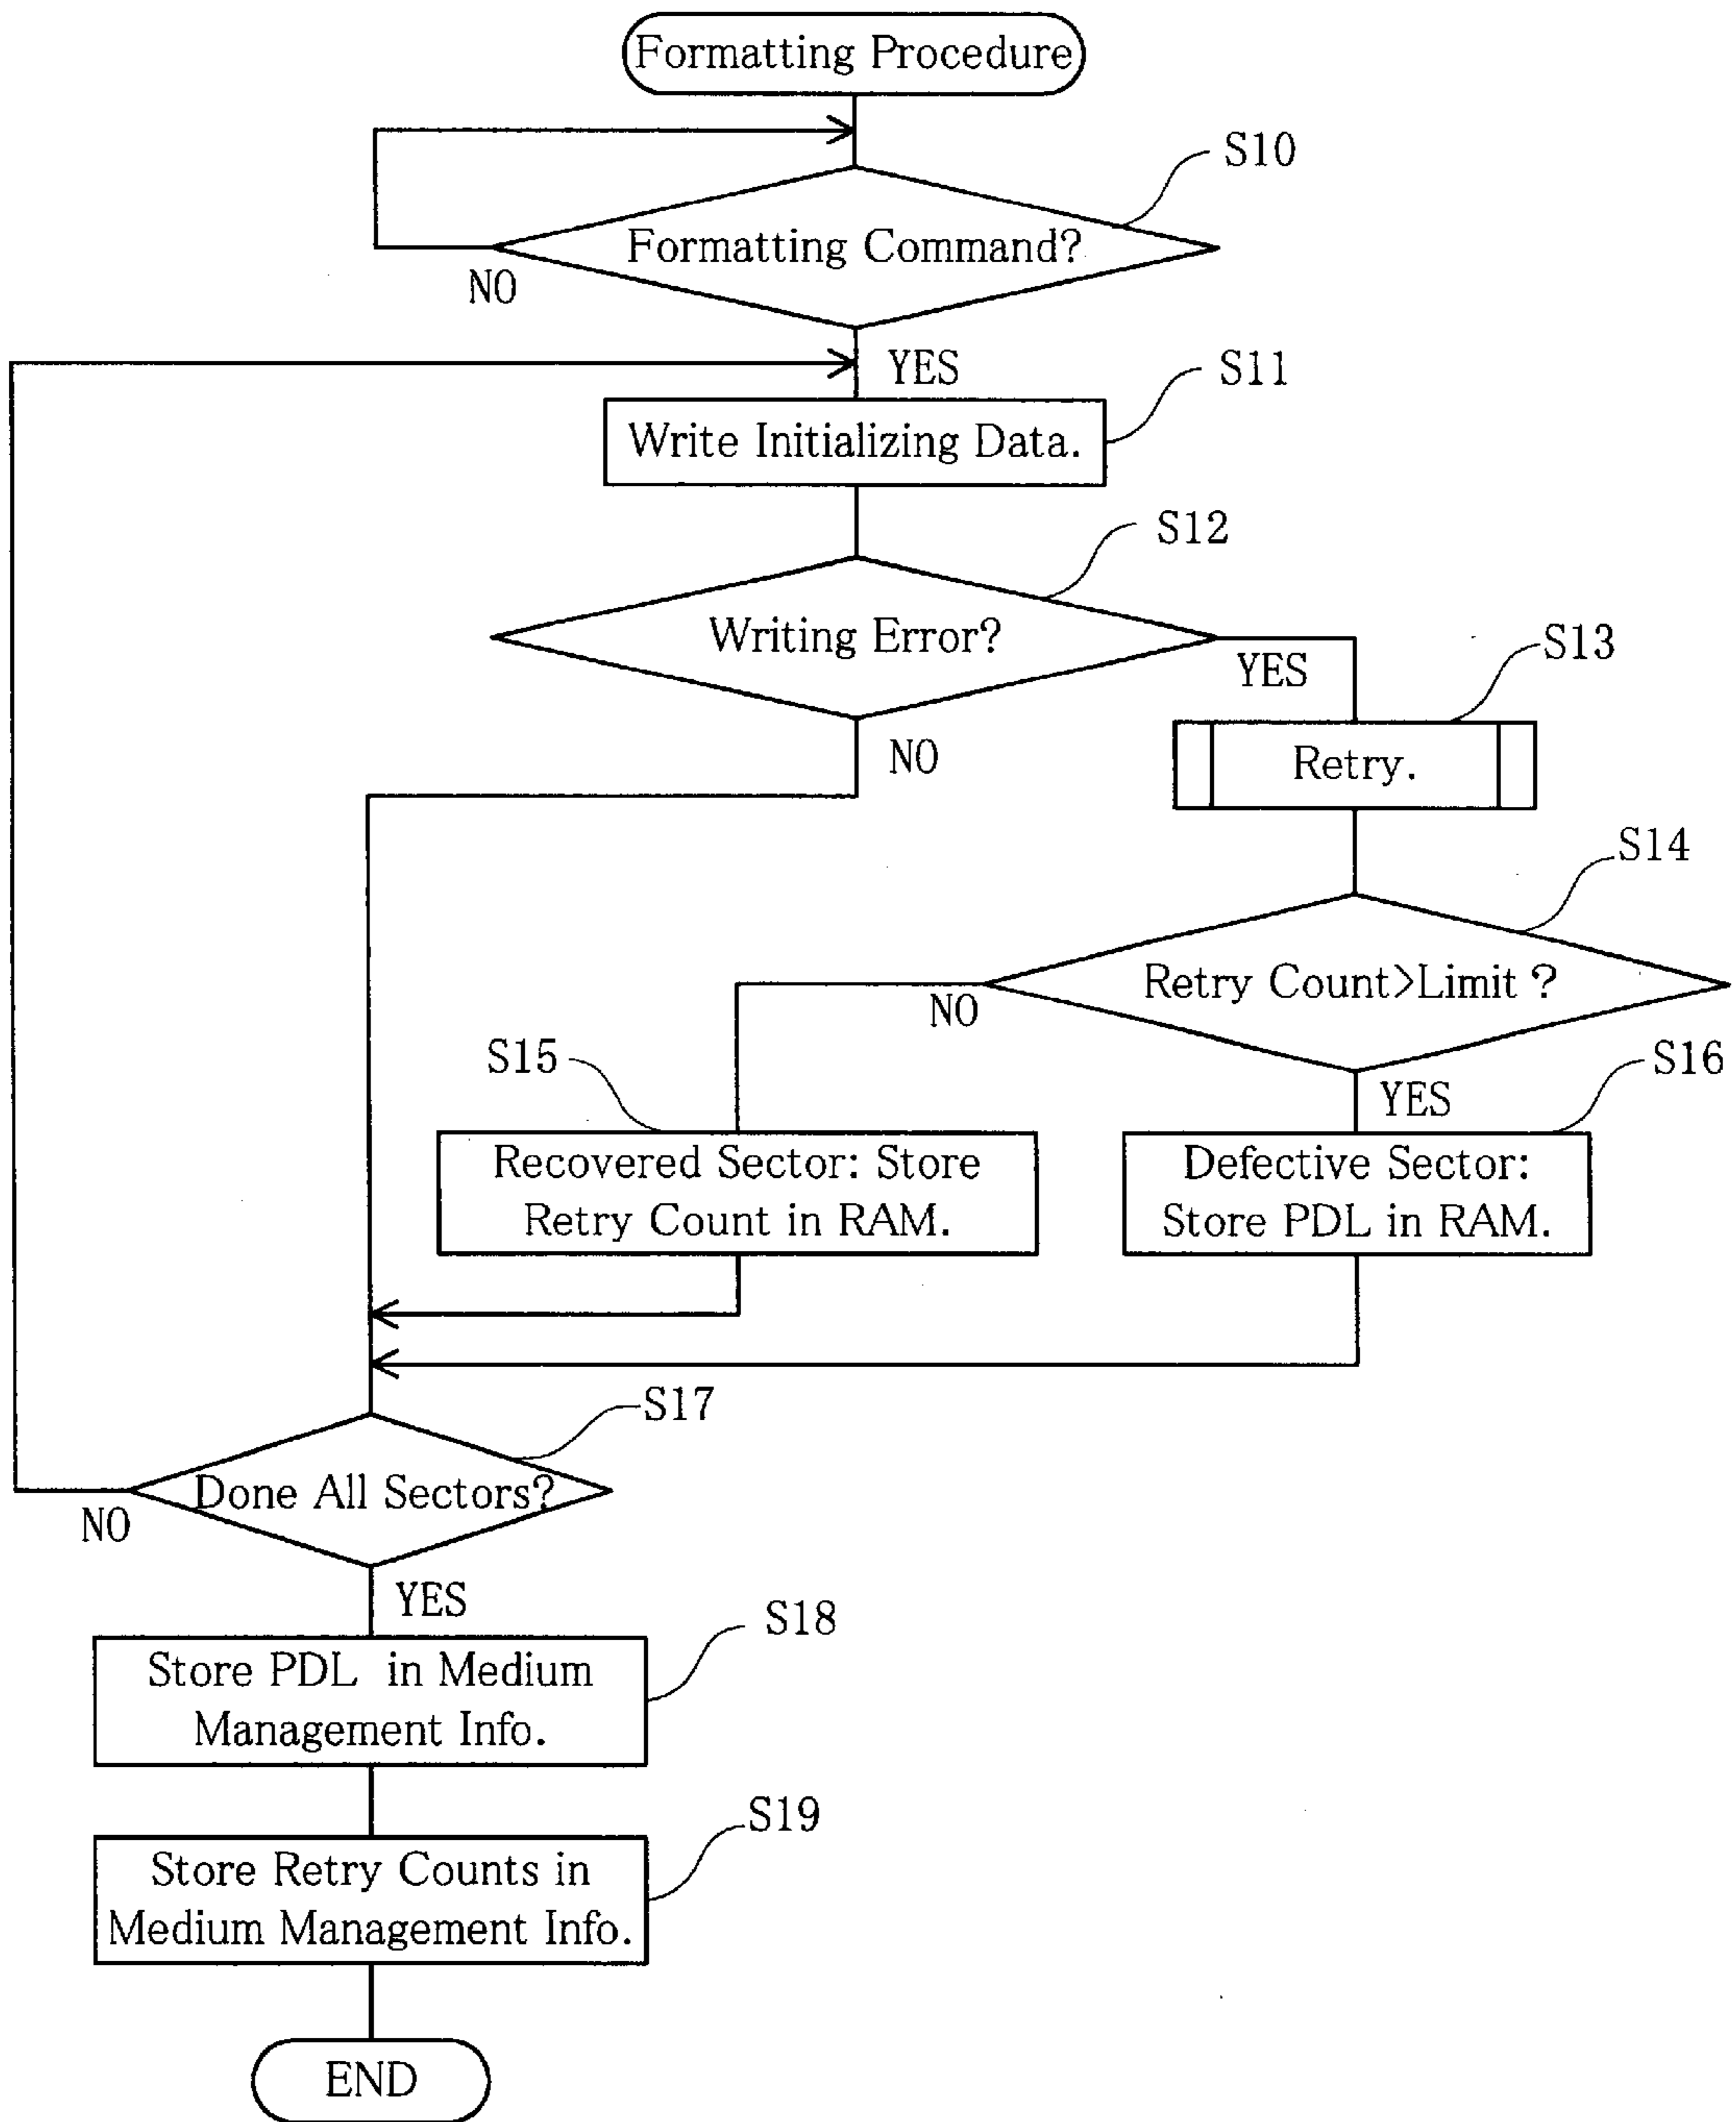 Formatting Procedure
S10
Formatting Command?
NO
YES
S11
Write Initializing Data.
S12
Writing Error?
YES
S13
NO
Retry.
S14
Retry Count>Limit ?
NO
S15
S16
YES
Recovered Sector: Store
Retry Count in RAM.
Defective Sector:
Store PDL in RAM.
S17
Done All Sectors?
NO
YES
S18
Store PDL in Medium
Management Info.
S19
Store Retry Counts in
Medium Management Info.
END